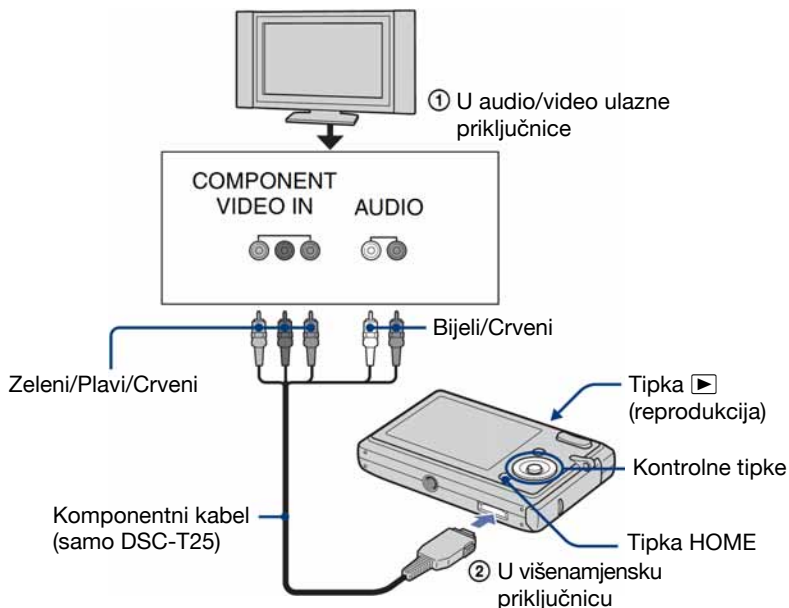 ① U audio/video ulazne
priključnice
COMPONENT
VIDEO IN
AUDIO
Bijeli/Crveni
Zeleni/Plavi/Crveni
Tipka ▶
(reprodukcija)
Kontrolne tipke
Komponentni kabel
(samo DSC-T25)
Tipka HOME
② U višenamjensku
priključnicu